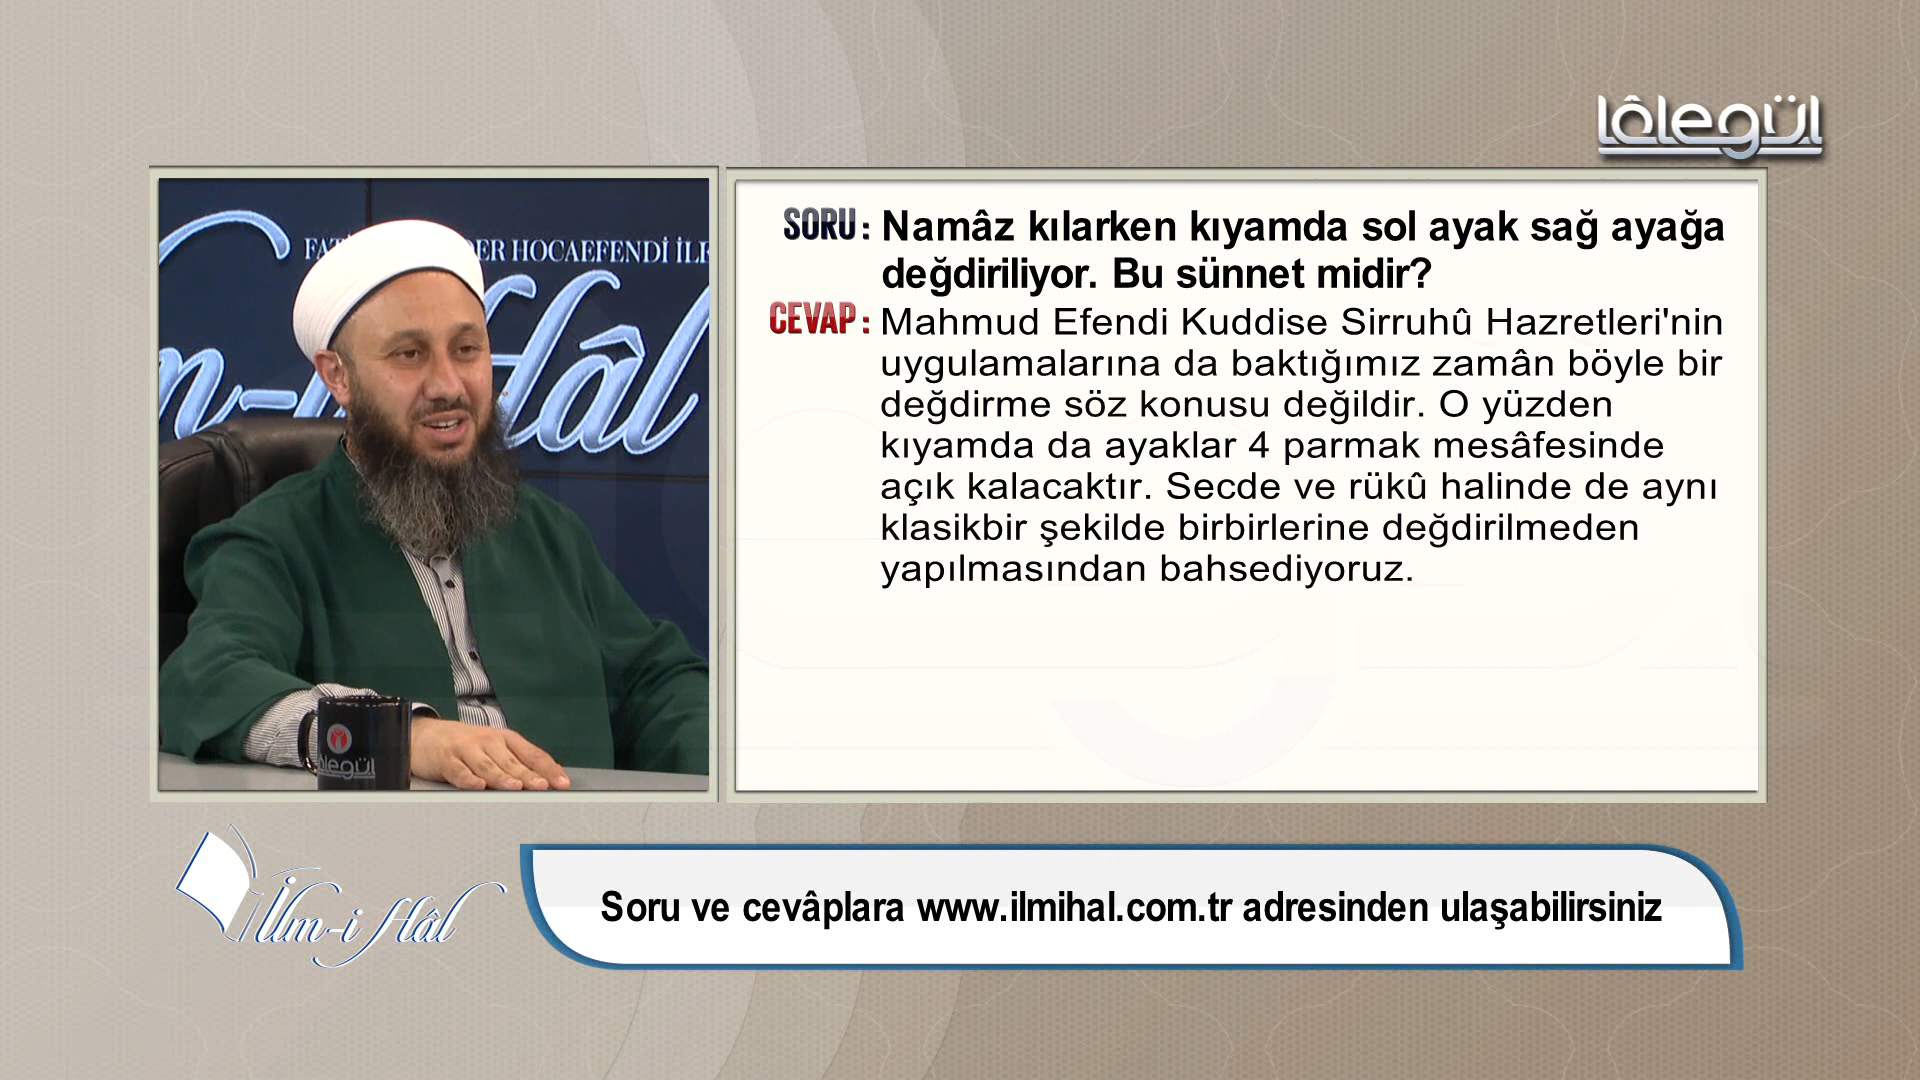 lâlegül
FATİ DER HOCAEFENDİ İLE
m-i Hâl
lâlegül
SORU : Namâz kılarken kıyamda sol ayak sağ ayağa
değdiriliyor. Bu sünnet midir?
CEVAP : Mahmud Efendi Kuddise Sirruhû Hazretleri'nin
uygulamalarına da baktığımız zamân böyle bir
değdirme söz konusu değildir. O yüzden
kıyamda da ayaklar 4 parmak mesâfesinde
açık kalacaktır. Secde ve rükû halinde de aynı
klasikbir şekilde birbirlerine değdirilmeden
yapılmasından bahsediyoruz.
İlm-i Hâl
Soru ve cevâplara www.ilmihal.com.tr adresinden ulaşabilirsiniz